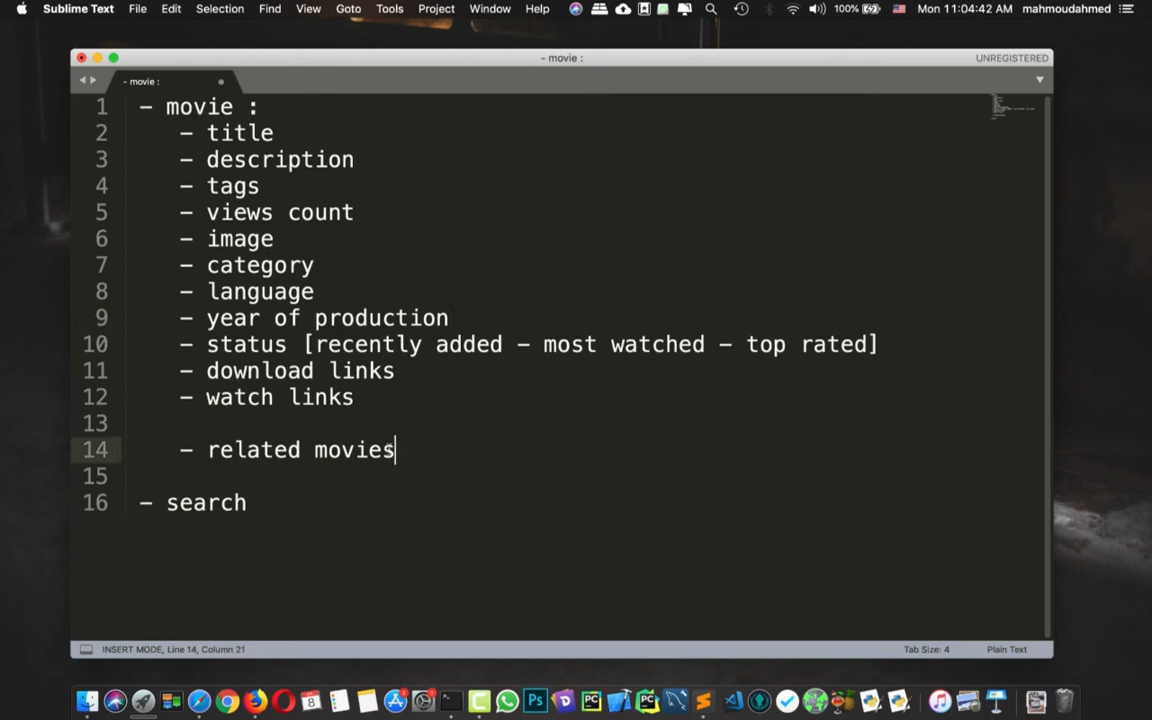 Sublime Text File Edit Selection Find View Goto Tools Project Window Help 100% Mon 11:04:42 AM mahmoudahmed
- movie :
UNREGISTERED
- movie :
1 - movie :
2 - title
3 - description
4 - tags
5 - views count
6 - image
7 - category
8 - language
9 - year of production
10 - status [recently added - most watched - top rated]
11 - download links
12 - watch links
13
14 - related movies
15
16 - search
INSERT MODE, Line 14, Column 21 Tab Size: 4 Plain Text